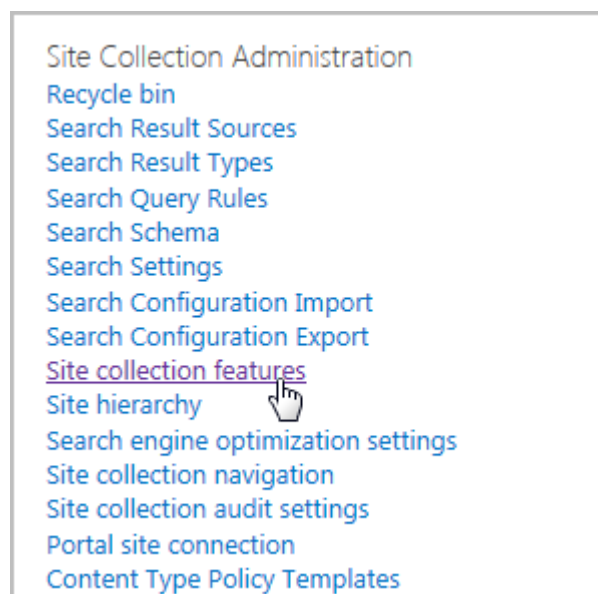 Site Collection Administration
Recycle bin
Search Result Sources
Search Result Types
Search Query Rules
Search Schema
Search Settings
Search Configuration Import
Search Configuration Export
Site collection features
Site hierarchy
Search engine optimization settings
Site collection navigation
Site collection audit settings
Portal site connection
Content Type Policy Templates